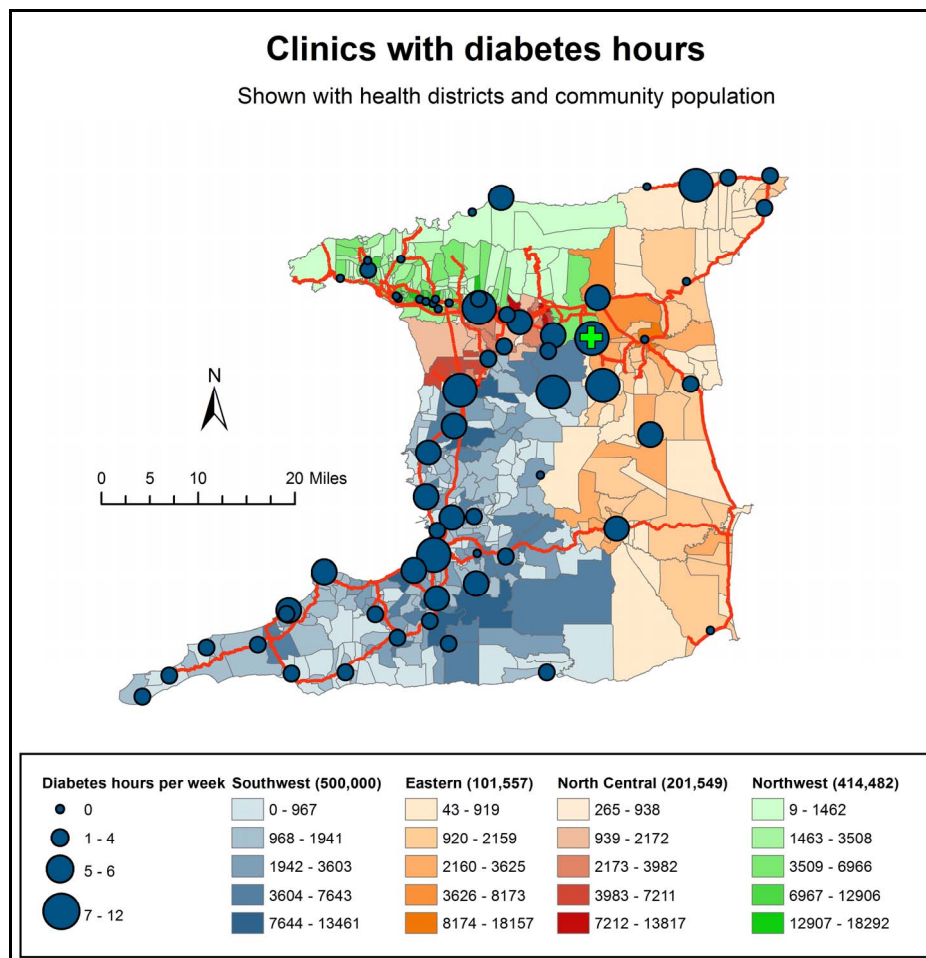 Clinics with diabetes hours
Shown with health districts and community population
N
0 5 10 20 Miles
Diabetes hours per week
0
1 - 4
5 - 6
7 - 12
Southwest (500,000)
0 - 967
968 - 1941
1942 - 3603
3604 - 7643
7644 - 13461
Eastern (101,557)
43 - 919
920 - 2159
2160 - 3625
3626 - 8173
8174 - 18157
North Central (201,549)
265 - 938
939 - 2172
2173 - 3982
3983 - 7211
7212 - 13817
Northwest (414,482)
9 - 1462
1463 - 3508
3509 - 6966
6967 - 12906
12907 - 18292